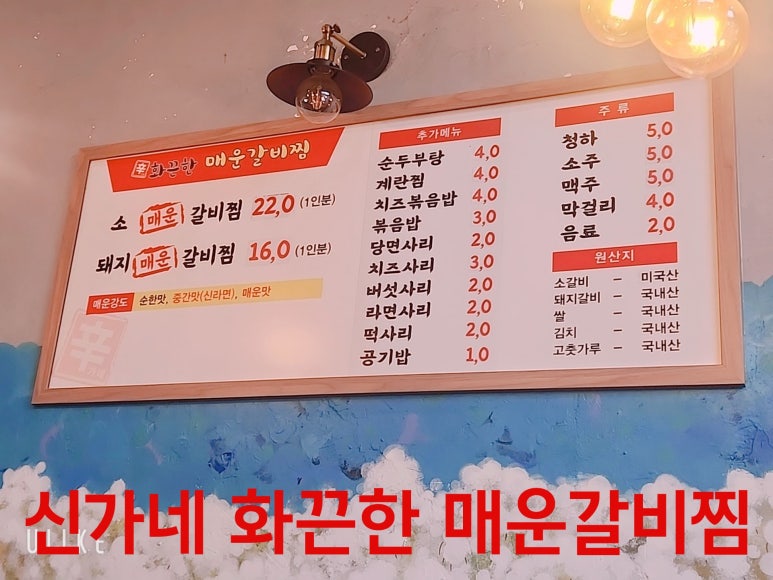 辛 화끈한 매운갈비찜
소 매운 갈비찜 22,0 (1인분)
돼지 매운 갈비찜 16,0 (1인분)
매운강도 순한맛, 중간맛(신라면), 매운맛
辛
추가메뉴
순두부탕 4,0
계란찜 4,0
치즈볶음밥 4,0
볶음밥 3,0
당면사리 2,0
치즈사리 3,0
버섯사리 2,0
라면사리 2,0
떡사리 2,0
공기밥 1,0
주 류
청하 5,0
소주 5,0
맥주 5,0
막걸리 4,0
음료 2,0
원산지
소갈비 - 미국산
돼지갈비 - 국내산
쌀 - 국내산
김치 - 국내산
고춧가루 - 국내산
신가네 화끈한 매운갈비찜
ULIKE